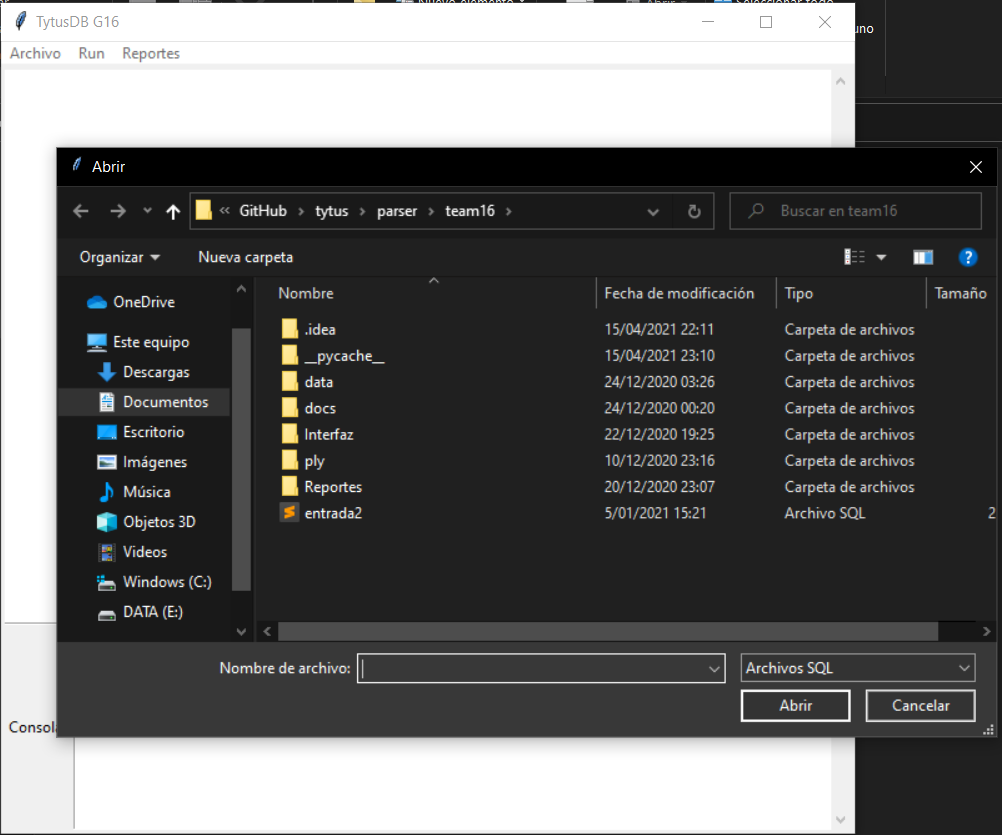 Nuevo elemento
Abrir
Seleccionar todo
TytusDB G16
uno
Archivo Run Reportes
Abrir
« GitHub › tytus › parser › team16 ›
Buscar en team16
Organizar
Nueva carpeta
Nombre Fecha de modificación Tipo Tamaño
OneDrive
Este equipo
Descargas
Documentos
Escritorio
Imágenes
Música
Objetos 3D
Videos
Windows (C:)
DATA (E:)
.idea 15/04/2021 22:11 Carpeta de archivos
__pycache__ 15/04/2021 23:10 Carpeta de archivos
data 24/12/2020 03:26 Carpeta de archivos
docs 24/12/2020 00:20 Carpeta de archivos
Interfaz 22/12/2020 19:25 Carpeta de archivos
ply 10/12/2020 23:16 Carpeta de archivos
Reportes 20/12/2020 23:07 Carpeta de archivos
entrada2 5/01/2021 15:21 Archivo SQL 2
Nombre de archivo:
Archivos SQL
Abrir
Cancelar
Consola